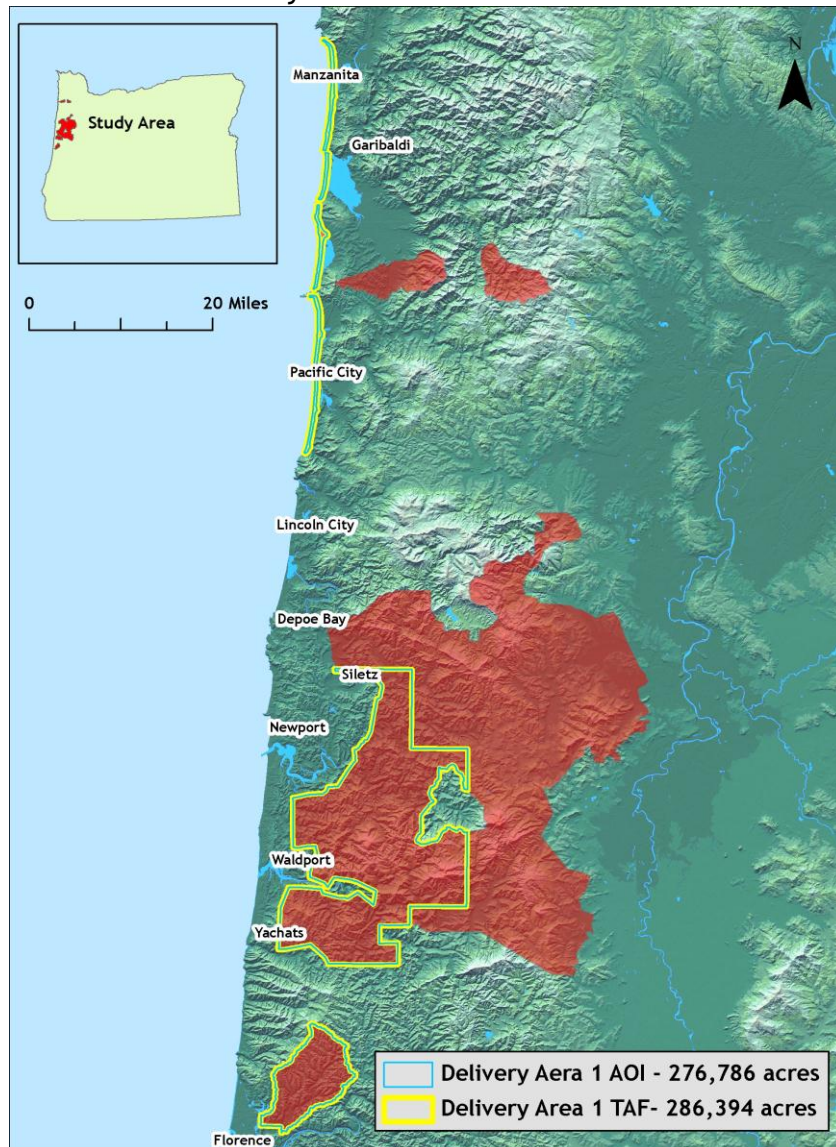 Manzanita
N
Study Area
Garibaldi
0 20 Miles
Pacific City
Lincoln City
Depoe Bay
Siletz
Newport
Waldport
Yachats
Delivery Aera 1 AOI - 276,786 acres
Delivery Area 1 TAF- 286,394 acres
Florence